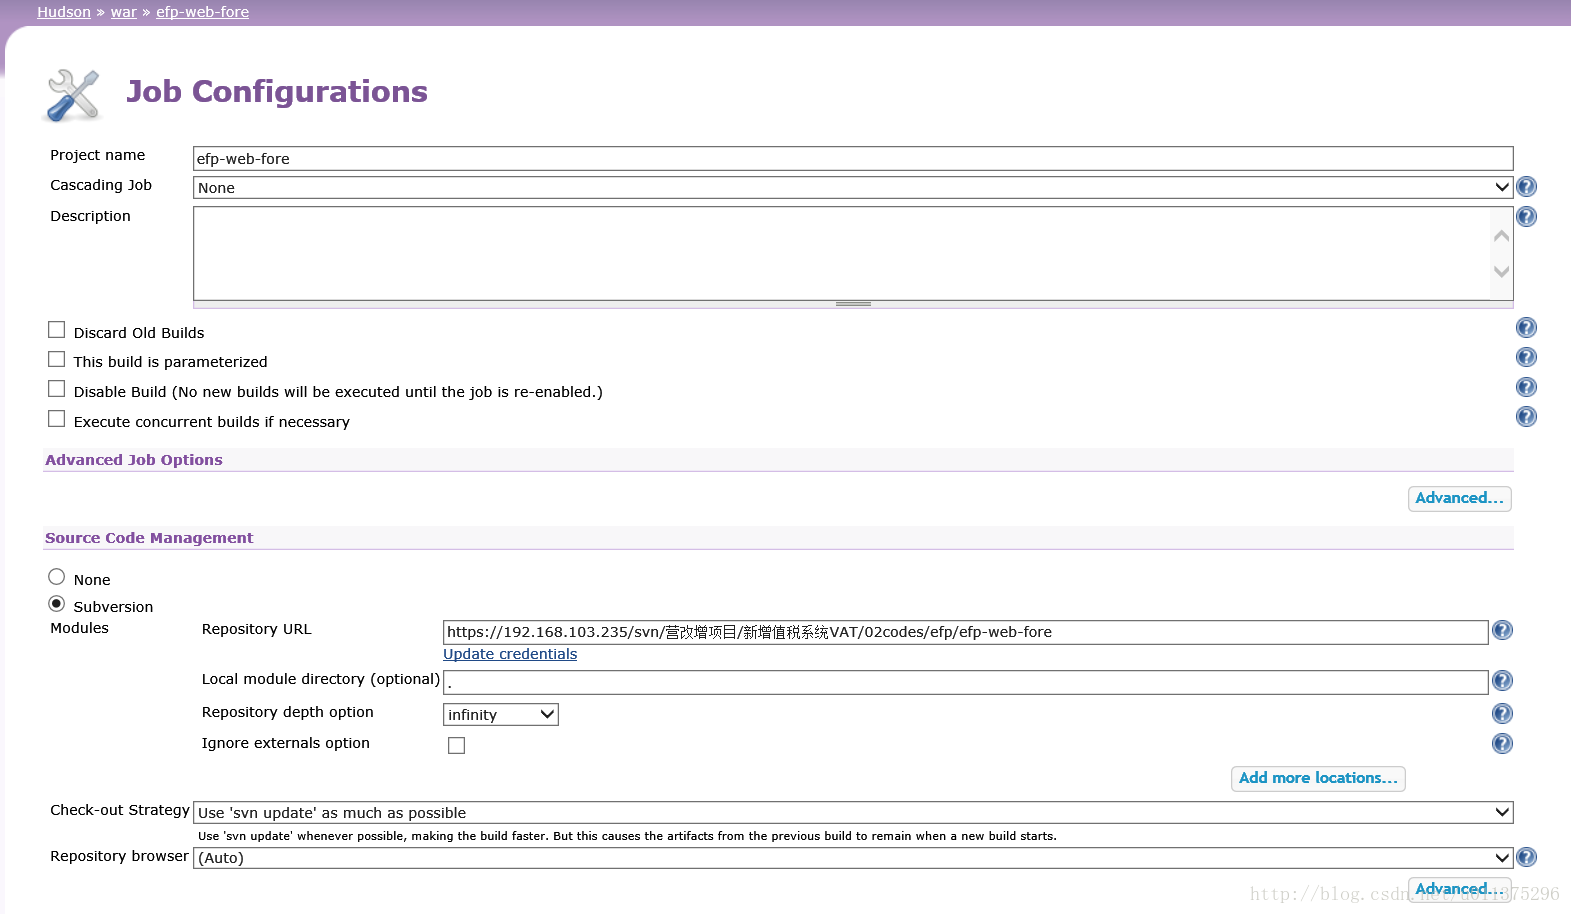 Hudson » war » efp-web-fore
Job Configurations
Project name efp-web-fore
Cascading Job None
Description
Discard Old Builds
This build is parameterized
Disable Build (No new builds will be executed until the job is re-enabled.)
Execute concurrent builds if necessary
Advanced Job Options
Advanced...
Source Code Management
None
Subversion
Modules Repository URL https://192.168.103.235/svn/营改增项目/新增值税系统VAT/02codes/efp/efp-web-fore
Update credentials
Local module directory (optional) .
Repository depth option infinity
Ignore externals option
Add more locations...
Check-out Strategy Use 'svn update' as much as possible
Use 'svn update' whenever possible, making the build faster. But this causes the artifacts from the previous build to remain when a new build starts.
Repository browser (Auto)
Advanced...
http://blog.csdn.net/u011375296